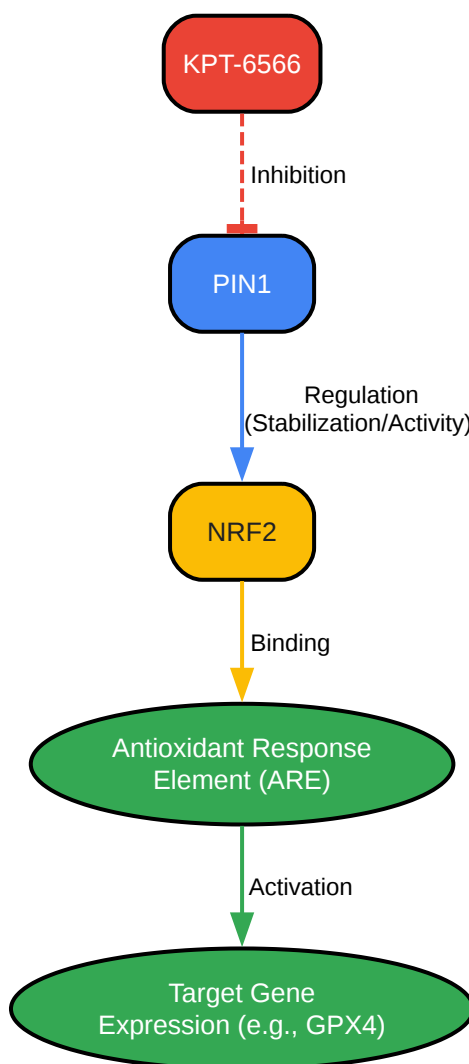 KPT-6566
Inhibition
PIN1
Regulation
(Stabilization/Activity)
NRF2
Binding
Antioxidant Response
Element (ARE)
Activation
Target Gene
Expression (e.g., GPX4)